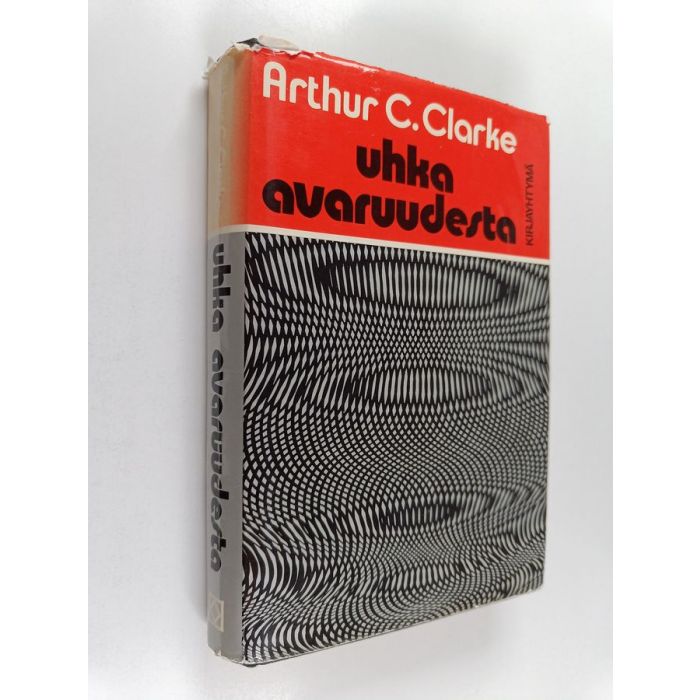 Arthur C. Clarke
uhka
avaruudesta
KIRJAYHTYMÄ
uhka avaruudesta